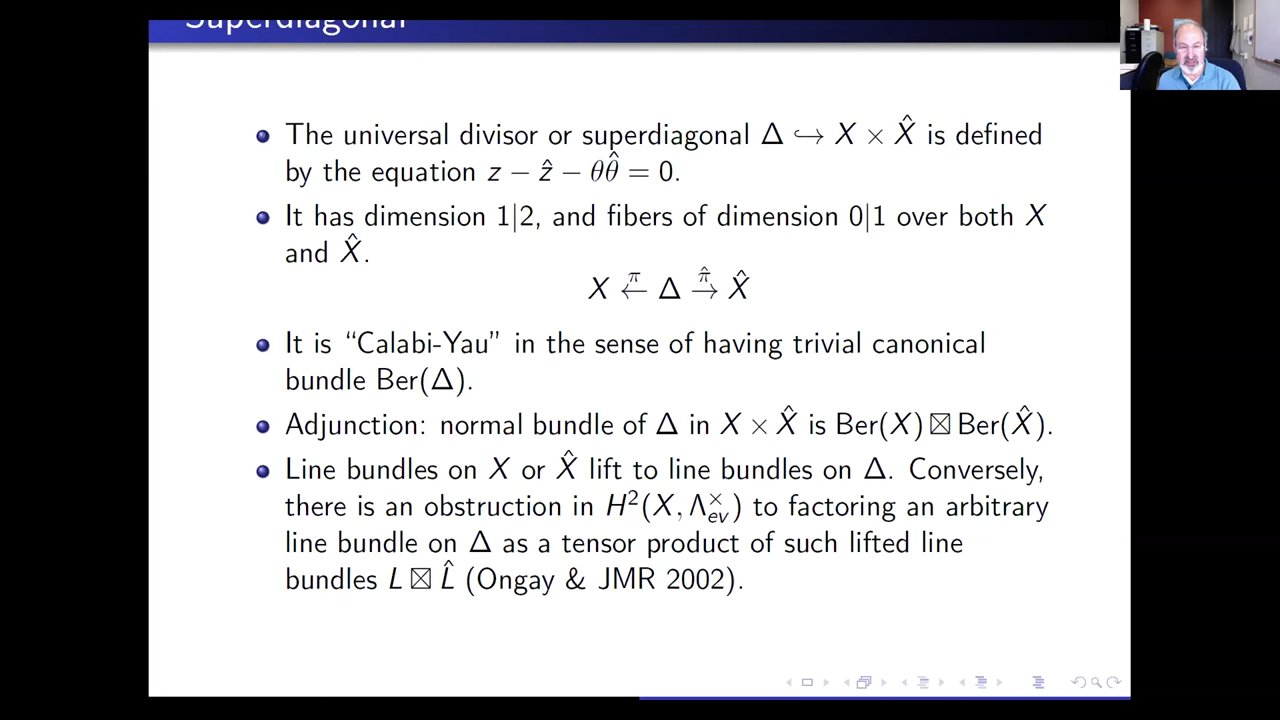 Superdiagonal
The universal divisor or superdiagonal Δ ↪ X × X̂ is defined
by the equation z − ẑ − θθ̂ = 0.
It has dimension 1|2, and fibers of dimension 0|1 over both X
and X̂.
X ←^π Δ →^π̂ X̂
It is “Calabi-Yau” in the sense of having trivial canonical
bundle Ber(Δ).
Adjunction: normal bundle of Δ in X × X̂ is Ber(X) ⊠ Ber(X̂).
Line bundles on X or X̂ lift to line bundles on Δ. Conversely,
there is an obstruction in H²(X, Λ^×_ev) to factoring an arbitrary
line bundle on Δ as a tensor product of such lifted line
bundles L ⊠ L̂ (Ongay & JMR 2002).